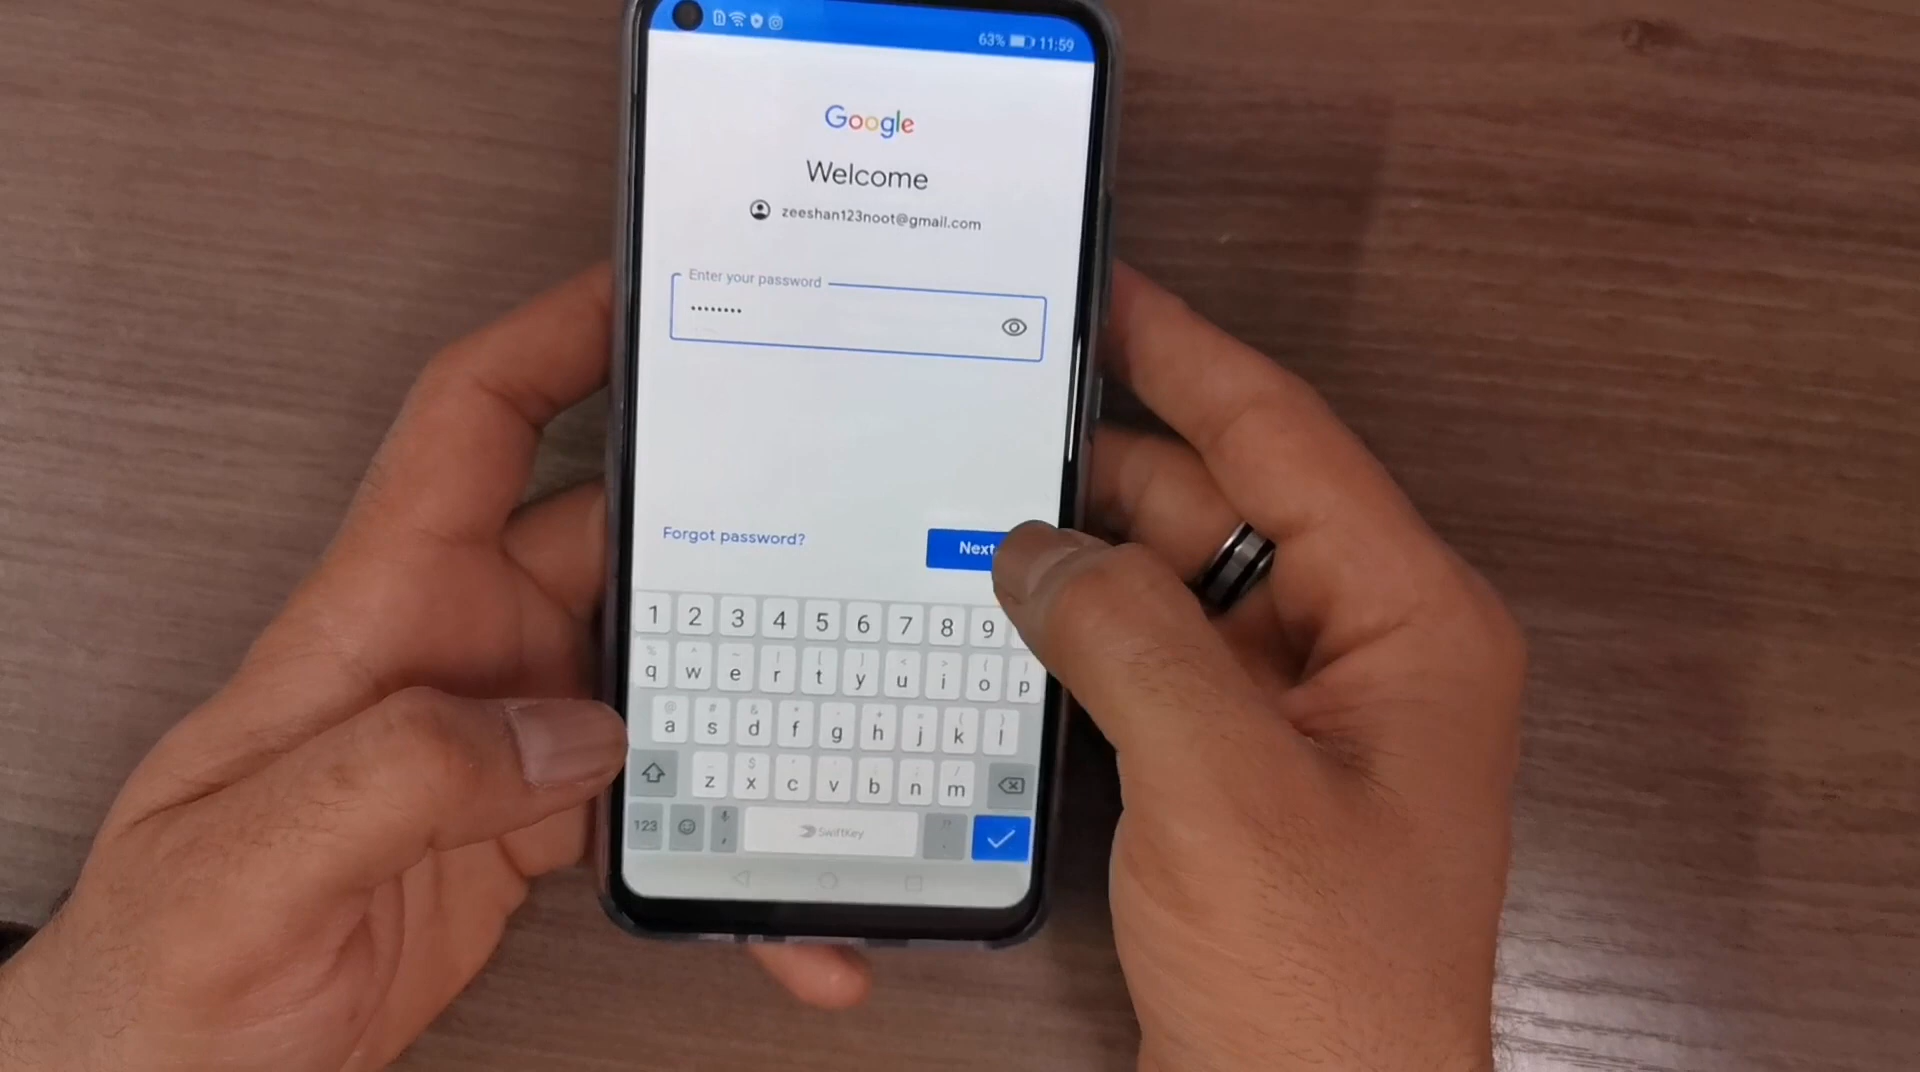 63% 11:59
Google
Welcome
zeeshan123noot@gmail.com
Enter your password
••••••••
Forgot password?
Next
1 2 3 4 5 6 7 8 9
q w e r t y u i o p
a s d f g h j k l
z x c v b n m
123 , SwiftKey .